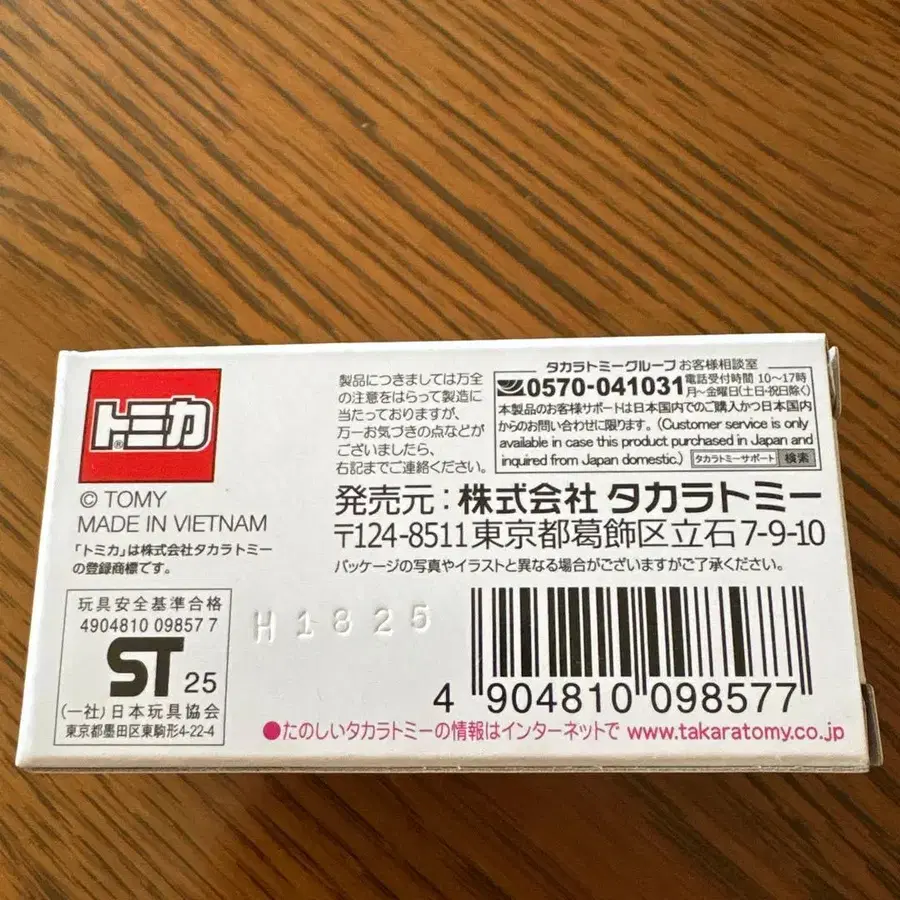 トミカ
®
© TOMY
MADE IN VIETNAM
「トミカ」は株式会社タカラトミー
の登録商標です。
製品につきましては万全
の注意をはらって製造に
当たっておりますが、
万一お気づきの点などが
ございましたら、
右記までご連絡ください。
タカラトミーグループ お客様相談室
0570-041031 電話受付時間 10〜17時
月〜金曜日(土日・祝日除く)
本製品のお客様サポートは日本国内でのご購入かつ日本国内
からのお問い合わせに限ります。(Customer service is only
available in case this product purchased in Japan and
inquired from Japan domestic.) タカラトミーサポート 検索
発売元：株式会社 タカラトミー
〒124-8511 東京都葛飾区立石 7-9-10
パッケージの写真やイラストと異なる場合がございますがご了承ください。
玩具安全基準合格
4904810 09857 7
ST 25
(一社)日本玩具協会
東京都墨田区東駒形4-22-4
H1825
4 904810 098577
●たのしいタカラトミーの情報はインターネットで www.takaratomy.co.jp